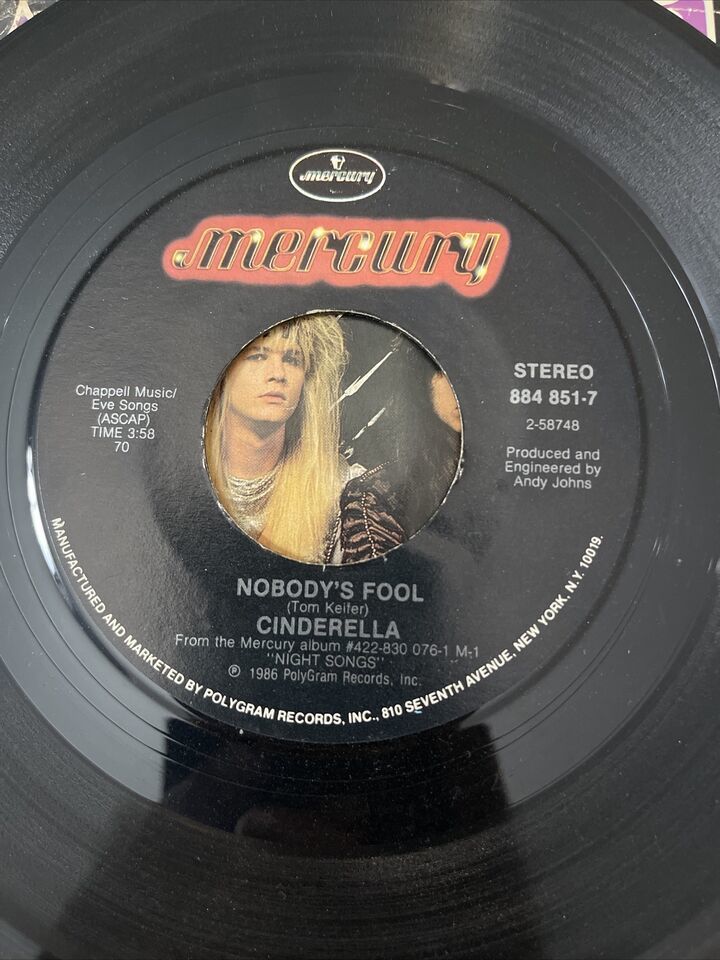 mercury
mercury
Chappell Music/
Eve Songs
(ASCAP)
TIME 3:58
70
STEREO
884 851-7
2-58748
Produced and
Engineered by
Andy Johns
NOBODY'S FOOL
(Tom Keifer)
CINDERELLA
From the Mercury album #422-830 076-1 M-1
"NIGHT SONGS"
℗ 1986 PolyGram Records, Inc.
MANUFACTURED AND MARKETED BY POLYGRAM RECORDS, INC., 810 SEVENTH AVENUE, NEW YORK, N.Y. 10019.